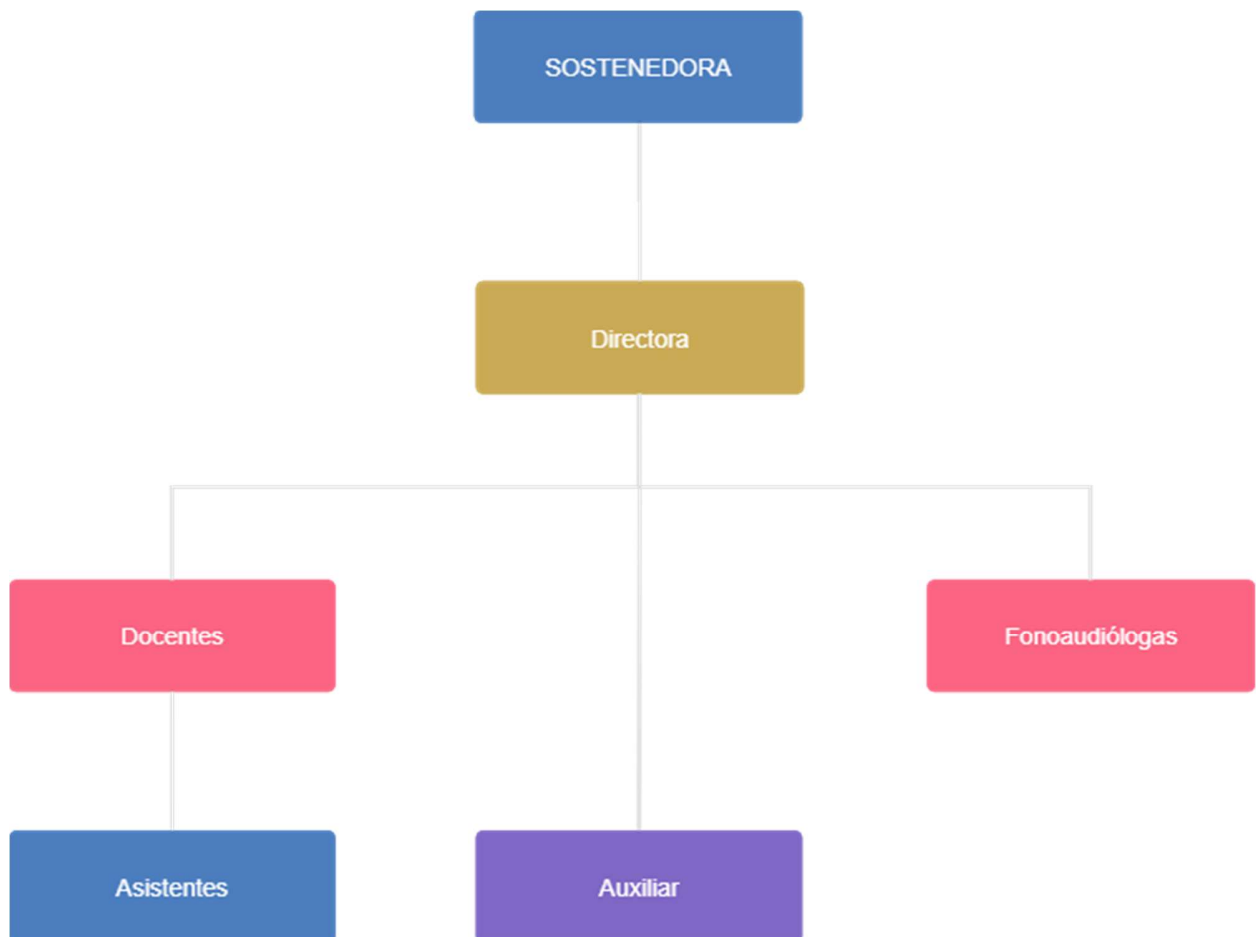 SOSTENEDORA
Directora
Docentes
Fonoaudiólogas
Asistentes
Auxiliar